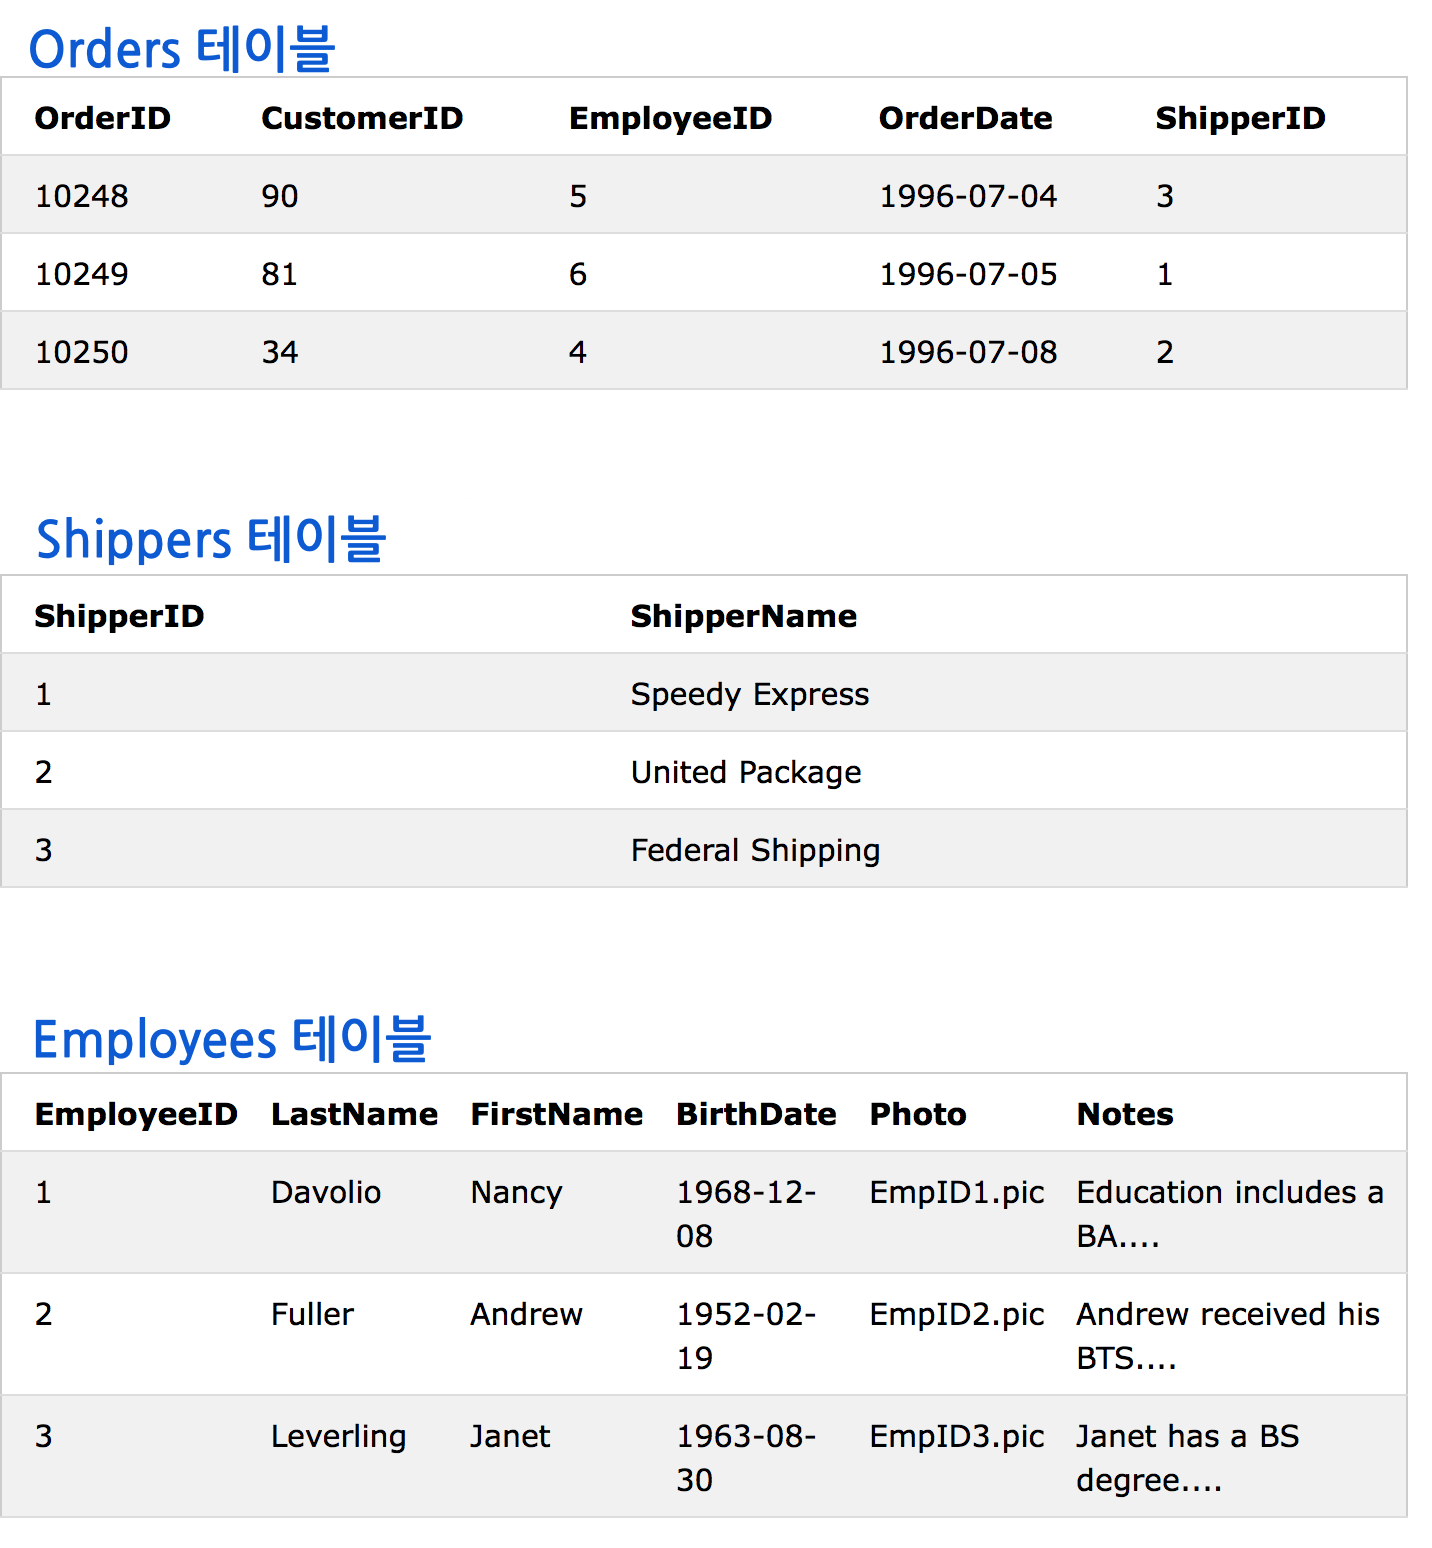 Orders 테이블
OrderID CustomerID EmployeeID OrderDate ShipperID
10248 90 5 1996-07-04 3
10249 81 6 1996-07-05 1
10250 34 4 1996-07-08 2
Shippers 테이블
ShipperID ShipperName
1 Speedy Express
2 United Package
3 Federal Shipping
Employees 테이블
EmployeeID LastName FirstName BirthDate Photo Notes
1 Davolio Nancy 1968-12- EmpID1.pic Education includes a
08 BA....
2 Fuller Andrew 1952-02- EmpID2.pic Andrew received his
19 BTS....
3 Leverling Janet 1963-08- EmpID3.pic Janet has a BS
30 degree....